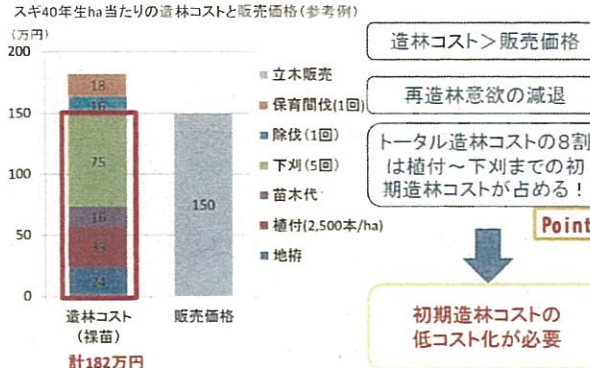 スギ40年生ha当たりの造林コストと販売価格(参考例)
(万円)
200
150
100
50
0
18
16
75
16
33
24
150
造林コスト
(裸苗)
計182万円
販売価格
立木販売
保育間伐(1回)
除伐(1回)
下刈(5回)
苗木代
植付(2,500本/ha)
地拵
造林コスト＞販売価格
再造林意欲の減退
トータル造林コストの8割
は植付～下刈までの初
期造林コストが占める！
Point
初期造林コストの
低コスト化が必要